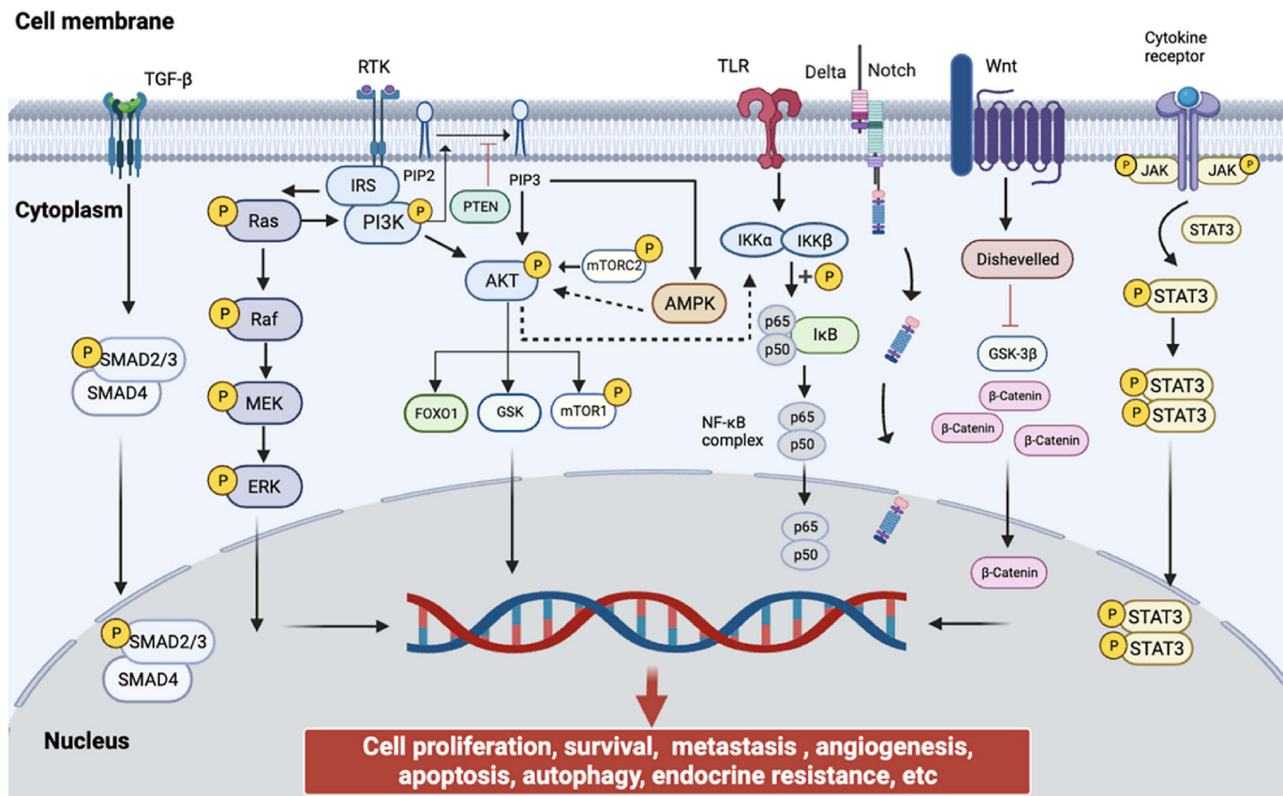 Cell membrane
TGF-β
RTK
TLR
Delta
Notch
Wnt
Cytokine
receptor
Cytoplasm
IRS
PIP2
PIP3
PTEN
P
PI3K
P
Ras
P
JAK
P
JAK
STAT3
IKKα
IKKβ
Dishevelled
AKT
P
mTORC2
P
AMPK
+
P
P
Raf
p65
p50
IκB
P
STAT3
P
SMAD2/3
SMAD4
GSK-3β
P
MEK
FOXO1
GSK
mTOR1
P
NF-κB
complex
p65
p50
β-Catenin
β-Catenin
β-Catenin
P
STAT3
P
STAT3
P
ERK
p65
p50
β-Catenin
P
SMAD2/3
SMAD4
P
STAT3
P
STAT3
Nucleus
Cell proliferation, survival, metastasis , angiogenesis,
apoptosis, autophagy, endocrine resistance, etc